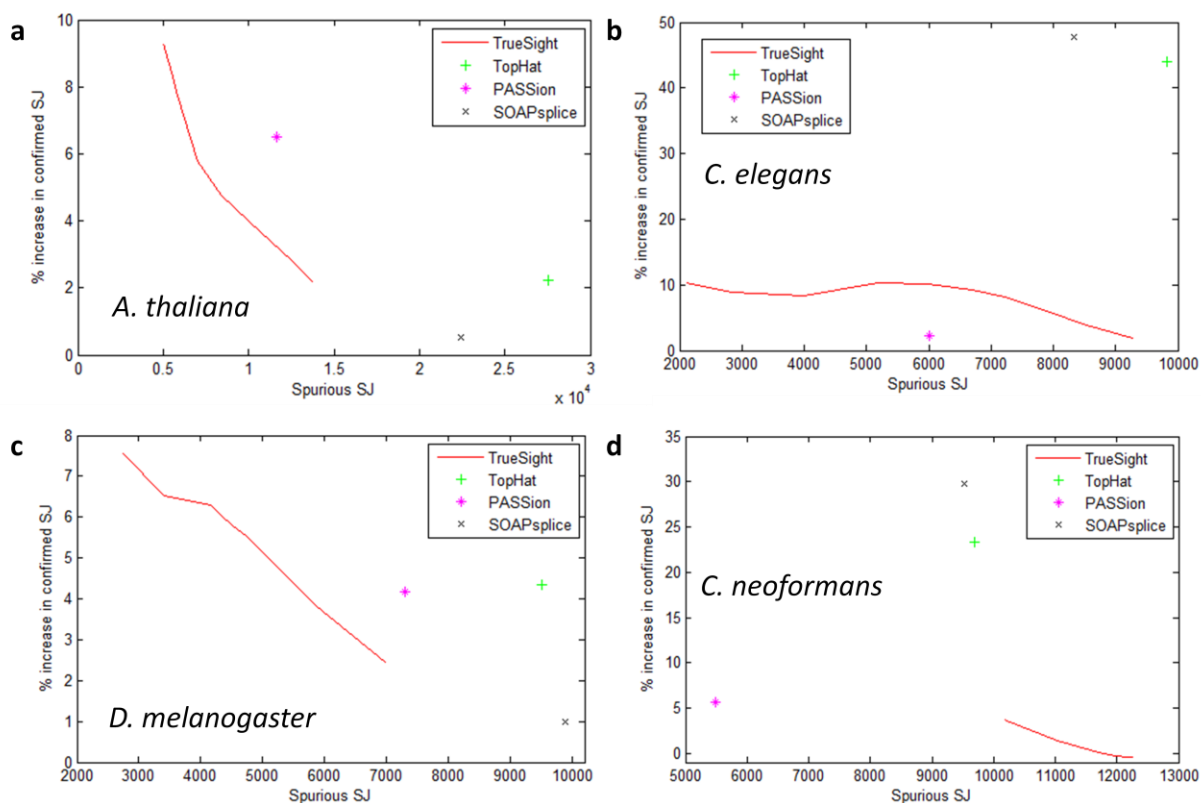 a
10
8
6
4
2
0
% increase in confirmed SJ
TrueSight
TopHat
PASSion
SOAPsplice
A. thaliana
0 0.5 1 1.5 2 2.5 3
Spurious SJ
x 10^4
b
50
40
30
20
10
0
% increase in confirmed SJ
TrueSight
TopHat
PASSion
SOAPsplice
C. elegans
2000 3000 4000 5000 6000 7000 8000 9000 10000
Spurious SJ
c
8
7
6
5
4
3
2
1
0
% increase in confirmed SJ
TrueSight
TopHat
PASSion
SOAPsplice
D. melanogaster
2000 3000 4000 5000 6000 7000 8000 9000 10000
Spurious SJ
d
35
30
25
20
15
10
5
0
% increase in confirmed SJ
TrueSight
TopHat
PASSion
SOAPsplice
C. neoformans
5000 6000 7000 8000 9000 10000 11000 12000 13000
Spurious SJ